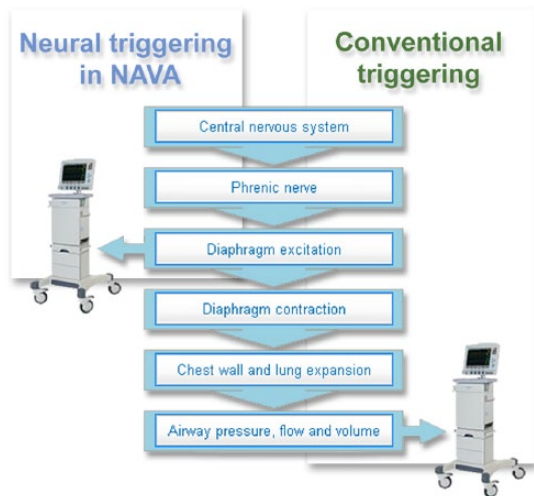 Neural triggering
in NAVA
Conventional
triggering
Central nervous system
Phrenic nerve
Diaphragm excitation
Diaphragm contraction
Chest wall and lung expansion
Airway pressure, flow and volume